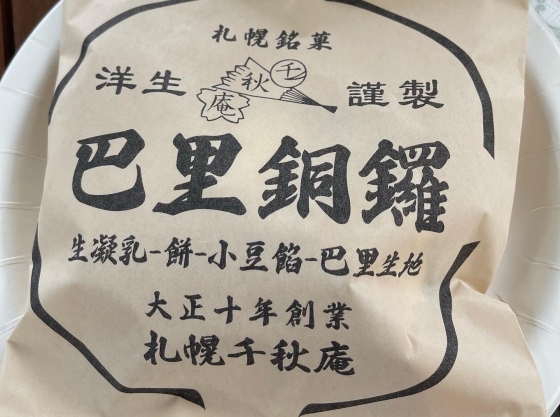 札幌銘菓
洋生 千秋庵 謹製
巴里銅鑼
生凝乳-餅-小豆餡-巴里生地
大正十年創業
札幌千秋庵